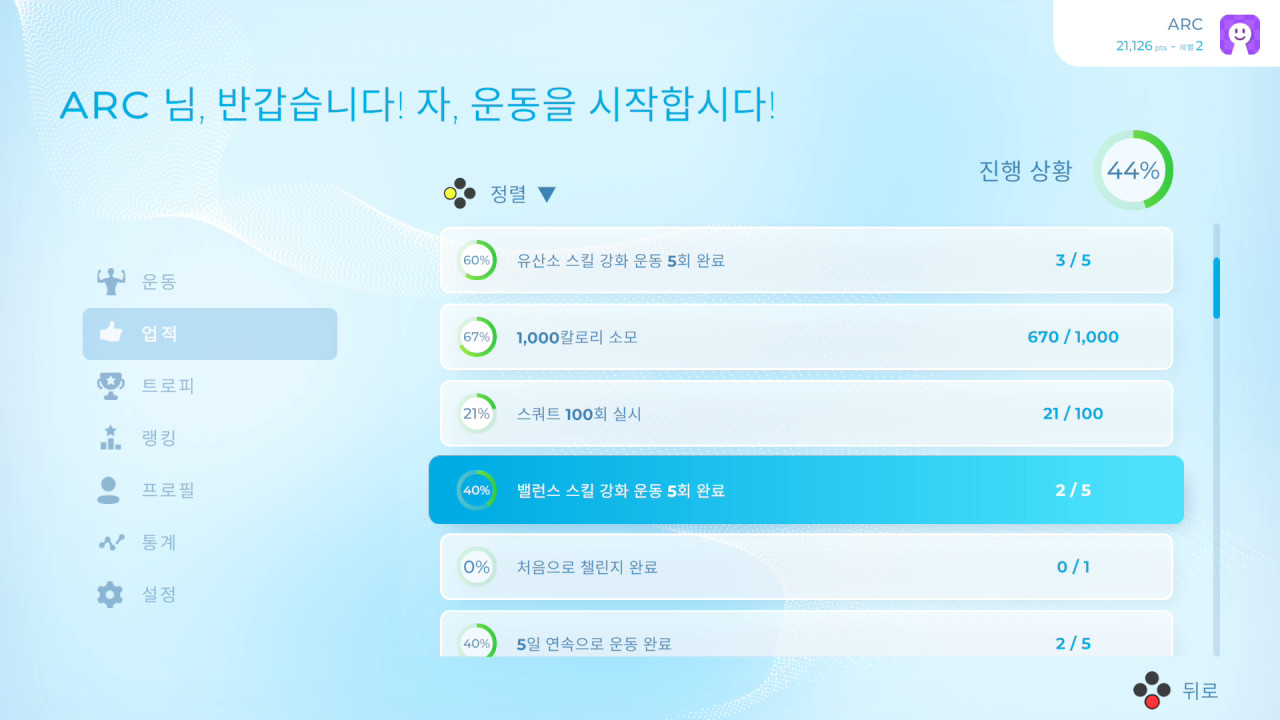 ARC
21,126 pts - 레벨 2
ARC 님, 반갑습니다! 자, 운동을 시작합시다!
진행 상황 44%
정렬
운동
업적
트로피
랭킹
프로필
통계
설정
60% 유산소 스킬 강화 운동 5회 완료 3 / 5
67% 1,000칼로리 소모 670 / 1,000
21% 스쿼트 100회 실시 21 / 100
40% 밸런스 스킬 강화 운동 5회 완료 2 / 5
0% 처음으로 챌린지 완료 0 / 1
40% 5일 연속으로 운동 완료 2 / 5
뒤로